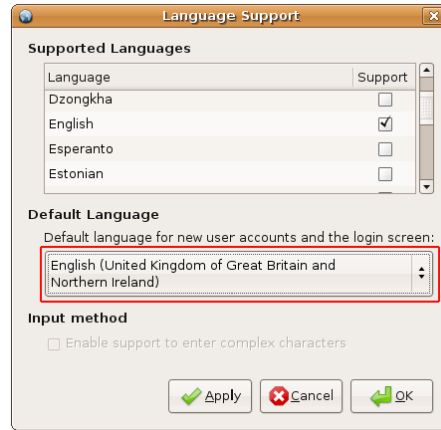 Language Support
Supported Languages
Language Support
Dzongkha
English
Esperanto
Estonian
Default Language
Default language for new user accounts and the login screen:
English (United Kingdom of Great Britain and
Northern Ireland)
Input method
Enable support to enter complex characters
Apply Cancel OK